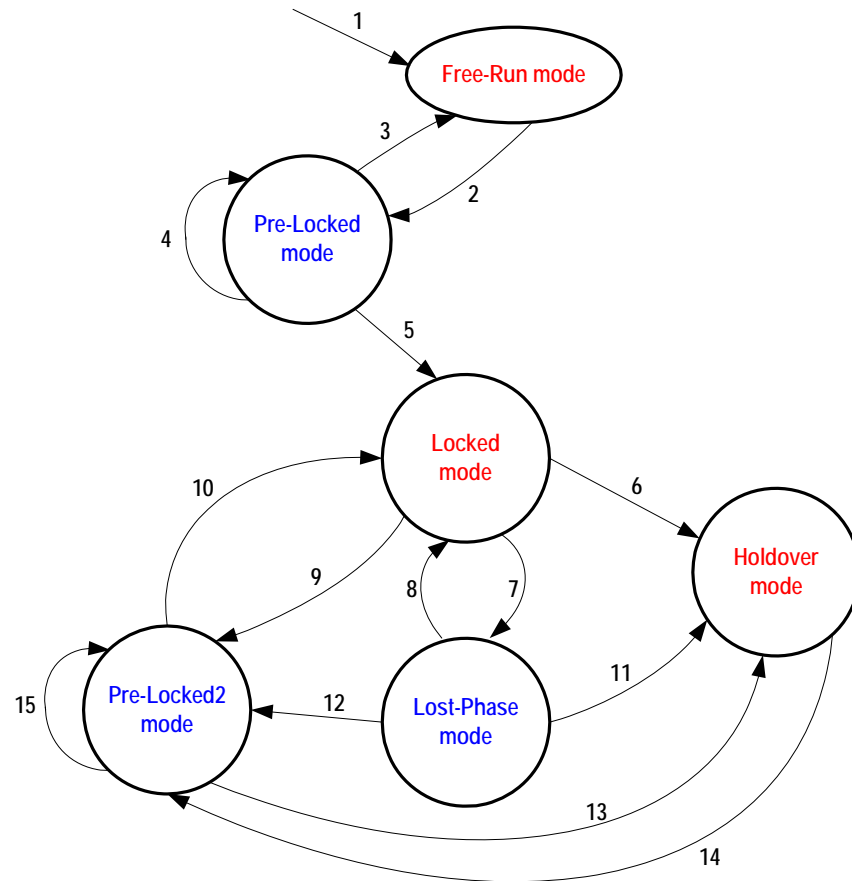 1
Free-Run mode
3
2
Pre-Locked
mode
4
5
Locked
mode
10
6
Holdover
mode
9
8
7
11
Pre-Locked2
mode
15
12
Lost-Phase
mode
13
14